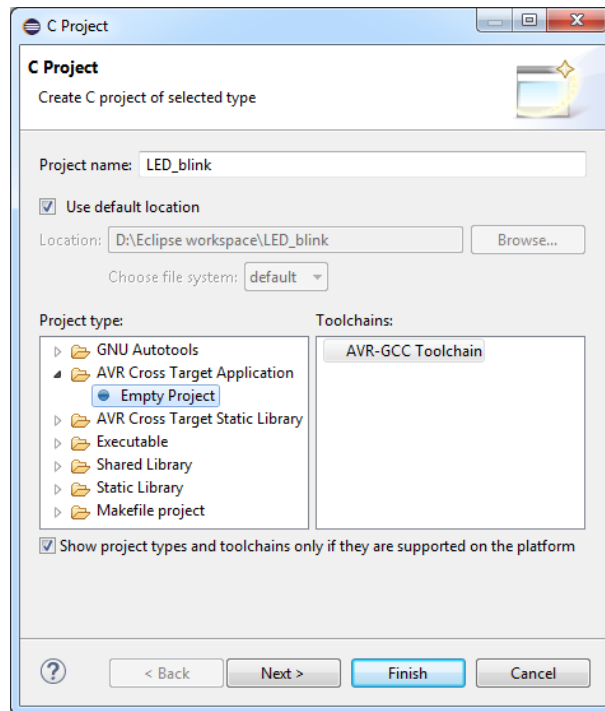 C Project
C Project
Create C project of selected type
Project name: LED_blink
Use default location
Location: D:\Eclipse workspace\LED_blink Browse...
Choose file system: default
Project type: Toolchains:
GNU Autotools AVR-GCC Toolchain
AVR Cross Target Application
Empty Project
AVR Cross Target Static Library
Executable
Shared Library
Static Library
Makefile project
Show project types and toolchains only if they are supported on the platform
? < Back Next > Finish Cancel